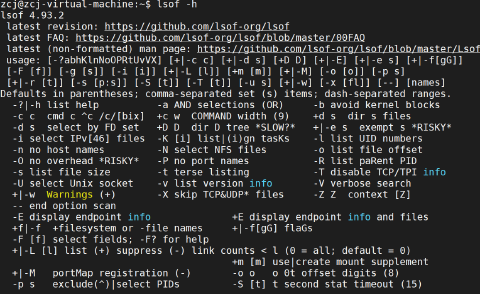 zcj@zcj-virtual-machine:~$ lsof -h
lsof 4.93.2
 latest revision: https://github.com/lsof-org/lsof
 latest FAQ: https://github.com/lsof-org/lsof/blob/master/00FAQ
 latest (non-formatted) man page: https://github.com/lsof-org/lsof/blob/master/Lsof
 usage: [-?abhKlnNoOPRtUvVX] [+|-c c] [+|-d s] [+D D] [+|-E] [+|-e s] [+|-f[gG]]
 [-F [f]] [-g [s]] [-i [i]] [+|-L [l]] [+m [m]] [+|-M] [-o [o]] [-p s]
 [+|-r [t]] [-s [p:s]] [-S [t]] [-T [t]] [-u s] [+|-w] [-x [fl]] [--] [names]
Defaults in parentheses; comma-separated set (s) items; dash-separated ranges.
  -?|-h list help          -a AND selections (OR)     -b avoid kernel blocks
  -c c  cmd c ^c /c/[bix]  +c w  COMMAND width (9)    +d s  dir s files
  -d s  select by FD set   +D D  dir D tree *SLOW?*   +|-e s  exempt s *RISKY*
  -i select IPv[46] files  -K [i] list|(i)gn tasKs    -l list UID numbers
  -n no host names         -N select NFS files        -o list file offset
  -O no overhead *RISKY*   -P no port names           -R list paRent PID
  -s list file size        -t terse listing           -T disable TCP/TPI info
  -U select Unix socket    -v list version info       -V verbose search
  +|-w  Warnings (+)       -X skip TCP&UDP* files     -Z Z  context [Z]
  -- end option scan
  -E display endpoint info              +E display endpoint info and files
  +f|-f  +filesystem or -file names     +|-f[gG] flaGs
  -F [f] select fields; -F? for help
  +|-L [l] list (+) suppress (-) link counts < l (0 = all; default = 0)
                                        +m [m] use|create mount supplement
  +|-M   portMap registration (-)       -o o   o 0t offset digits (8)
  -p s   exclude(^)|select PIDs         -S [t] t second stat timeout (15)